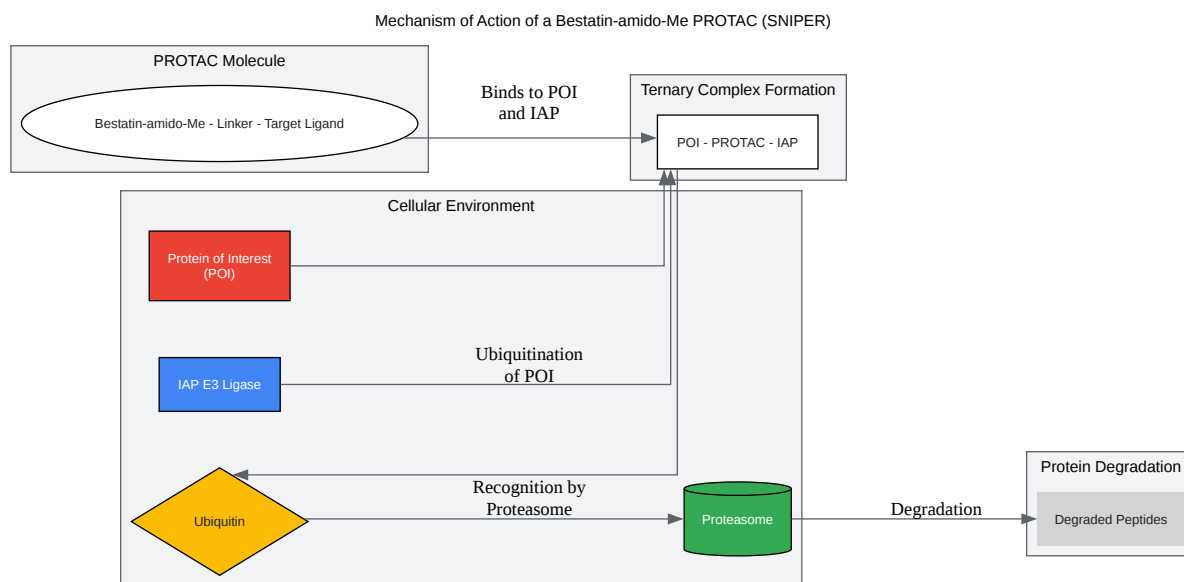 Mechanism of Action of a Bestatin-amido-Me PROTAC (SNIPER)
PROTAC Molecule
Bestatin-amido-Me - Linker - Target Ligand
Binds to POI
and IAP
Ternary Complex Formation
POI - PROTAC - IAP
Cellular Environment
Protein of Interest
(POI)
IAP E3 Ligase
Ubiquitination
of POI
Ubiquitin
Recognition by
Proteasome
Proteasome
Degradation
Protein Degradation
Degraded Peptides